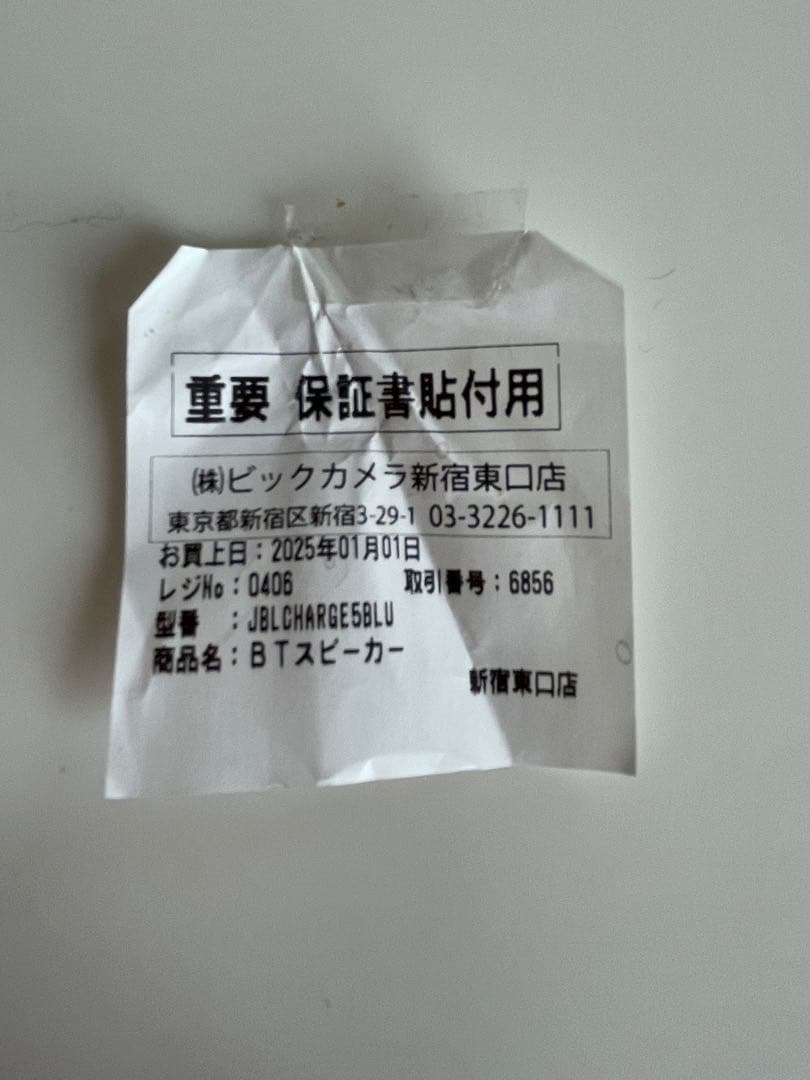 重要 保証書貼付用
㈱ビックカメラ新宿東口店
東京都新宿区新宿3-29-1 03-3226-1111
お買上日：2025年01月01日
レジNo：0406 取引番号：6856
型番 ：JBLCHARGE5BLU
商品名：ＢＴスピーカー
新宿東口店